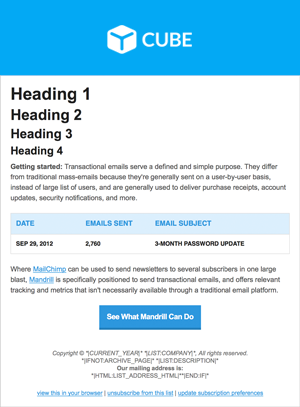 CUBE
Heading 1
Heading 2
Heading 3
Heading 4
Getting started: Transactional emails serve a defined and simple purpose. They differ
from traditional mass-emails because they're generally sent on a user-by-user basis,
instead of large list of users, and are generally used to deliver purchase receipts, account
updates, security notifications, and more.
DATE EMAILS SENT EMAIL SUBJECT
SEP 29, 2012 2,760 3-MONTH PASSWORD UPDATE
Where MailChimp can be used to send newsletters to several subscribers in one large
blast, Mandrill is specifically positioned to send transactional emails, and offers relevant
tracking and metrics that isn't necessarily available through a traditional email platform.
See What Mandrill Can Do
Copyright © *|CURRENT_YEAR|* *|LIST:COMPANY|*, All rights reserved.
*|IFNOT:ARCHIVE_PAGE|* *|LIST:DESCRIPTION|*
Our mailing address is:
*|HTML:LIST_ADDRESS_HTML|**|END:IF|*
view this in your browser | unsubscribe from this list | update subscription preferences